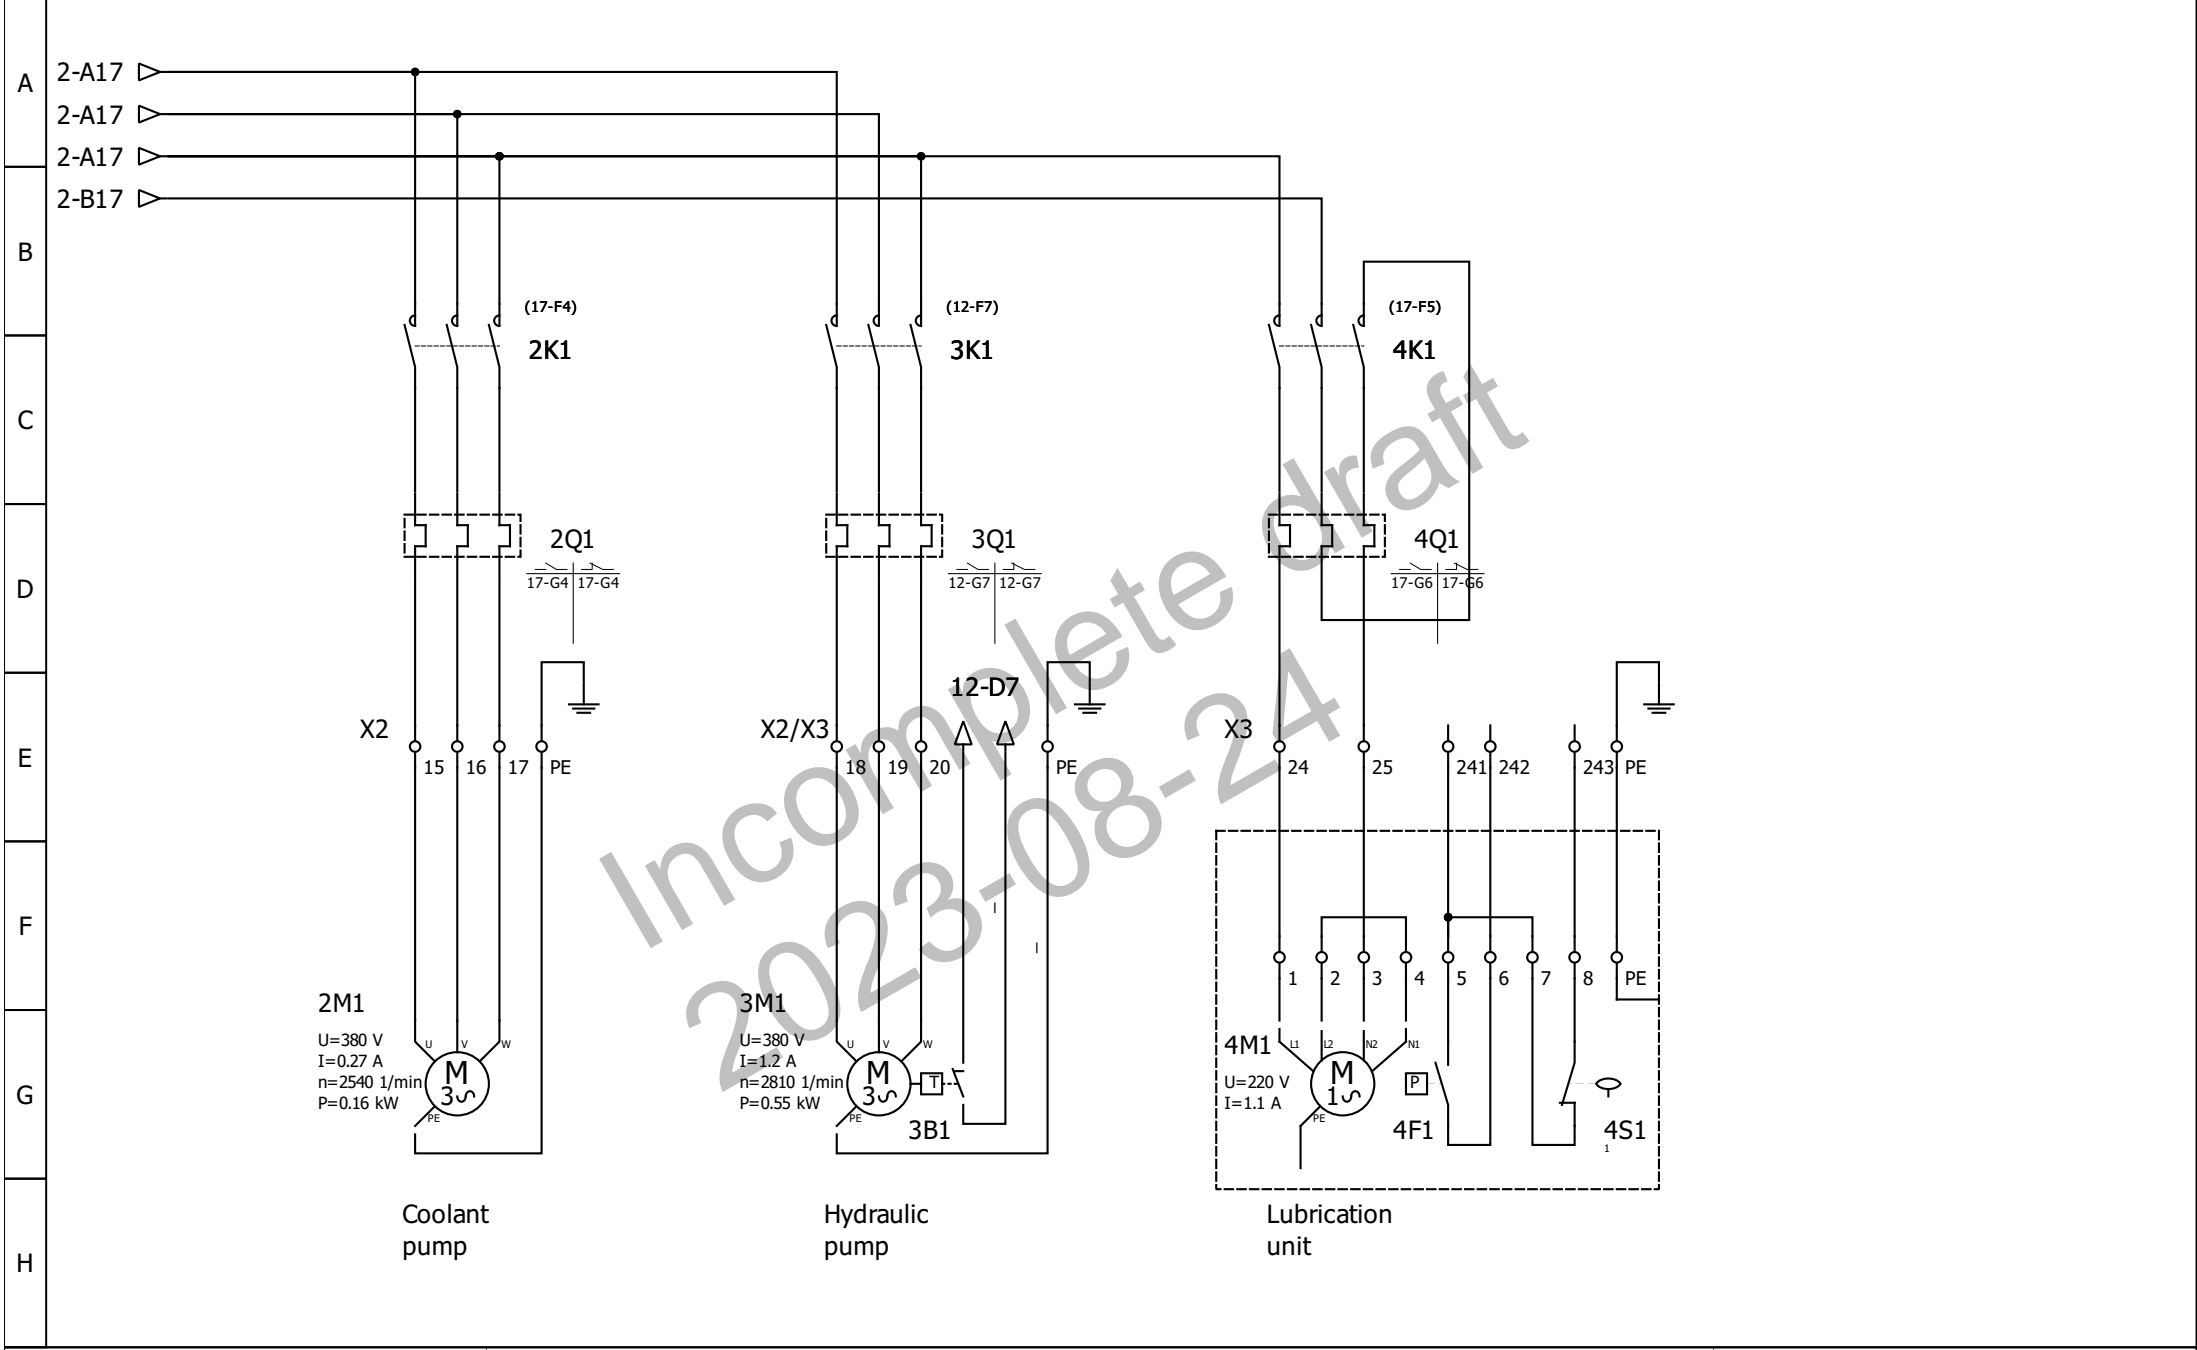 A
2-A17
2-A17
2-A17
2-B17
B
(17-F4)
2K1
(12-F7)
3K1
(17-F5)
4K1
C
D
2Q1
17-G4 17-G4
3Q1
12-G7 12-G7
4Q1
17-G6 17-G6
Incomplete draft
2023-08-24
E
X2
15 16 17 PE
X2/X3
12-D7
18 19 20 PE
X3
24 25 241 242 243 PE
F
1 2 3 4 5 6 7 8 PE
G
2M1
U=380 V
I=0.27 A
n=2540 1/min
P=0.16 kW
U V W
M
3
PE
3M1
U=380 V
I=1.2 A
n=2810 1/min
P=0.55 kW
U V W
M
3
PE
T
3B1
4M1
U=220 V
I=1.1 A
L1 L2 N2 N1
M
1
PE
P
4F1
4S1
1
H
Coolant
pump
Hydraulic
pump
Lubrication
unit